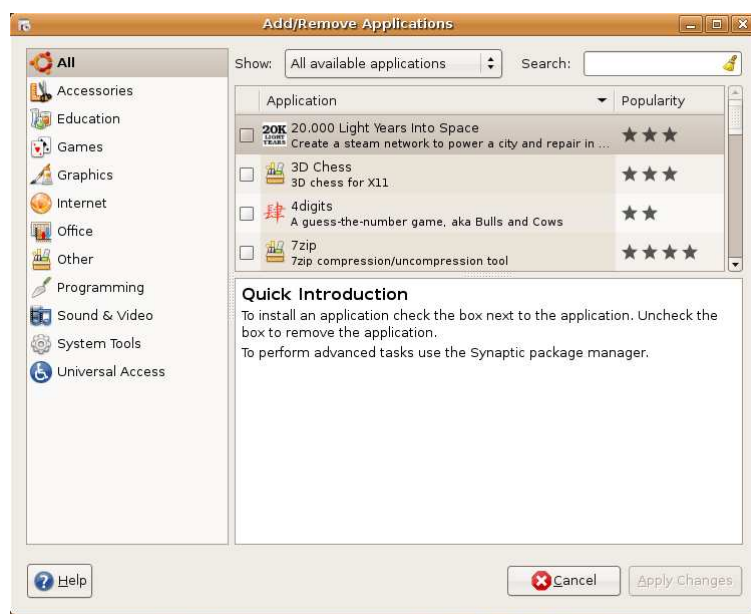 Add/Remove Applications
All
Accessories
Education
Games
Graphics
Internet
Office
Other
Programming
Sound & Video
System Tools
Universal Access
Show: All available applications Search:
Application Popularity
20K LIGHT YEARS
20.000 Light Years Into Space
Create a steam network to power a city and repair in ...
3D Chess
3D chess for X11
肆
4digits
A guess-the-number game, aka Bulls and Cows
7zip
7zip compression/uncompression tool
Quick Introduction
To install an application check the box next to the application. Uncheck the
box to remove the application.
To perform advanced tasks use the Synaptic package manager.
Help
Cancel
Apply Changes